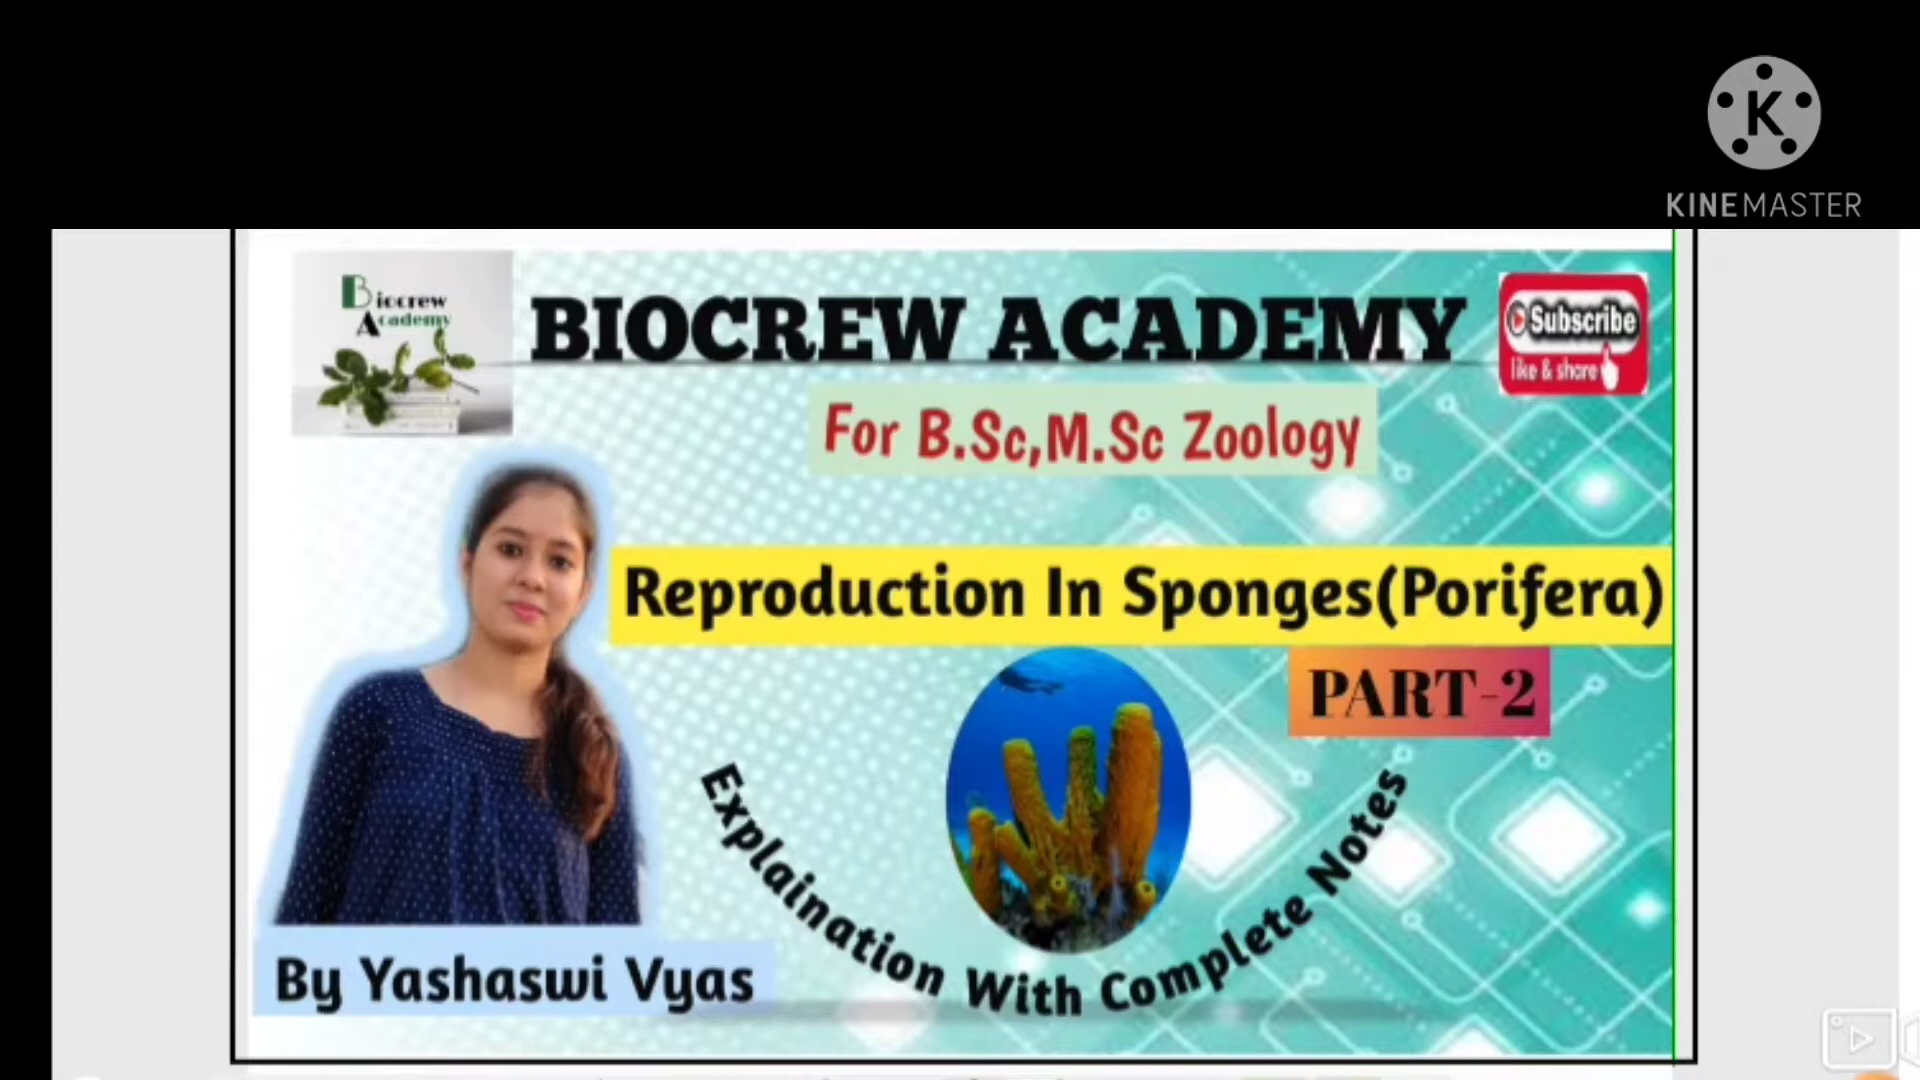 KINEMASTER
Biocrew
Academy
BIOCREW ACADEMY
Subscribe
like & share
For B.Sc,M.Sc Zoology
Reproduction In Sponges(Porifera)
PART-2
Explaination With Complete Notes
By Yashaswi Vyas